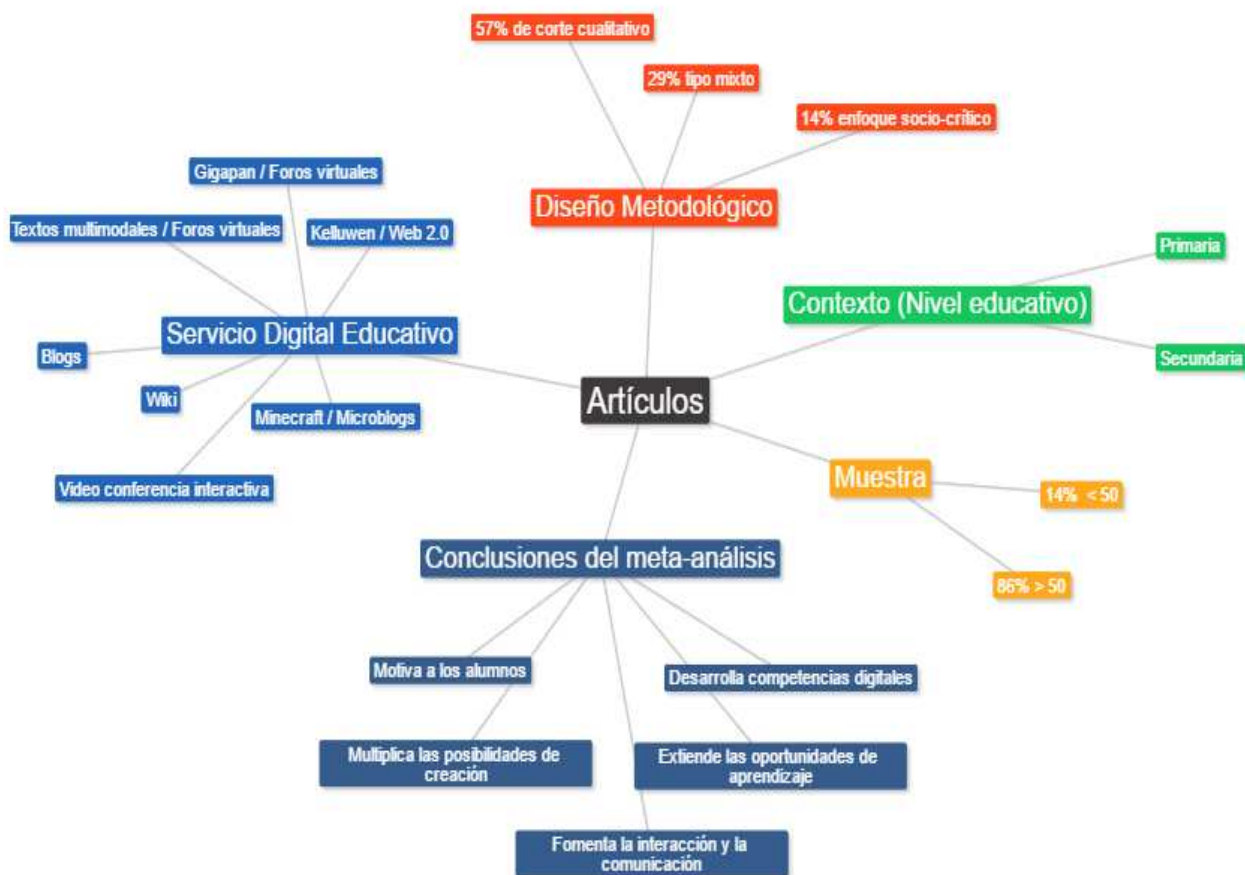 57% de corte cualitativo
29% tipo mixto
14% enfoque socio-crítico
Diseño Metodológico
Gigapan / Foros virtuales
Textos multimodales / Foros virtuales
Kelluwen / Web 2.0
Servicio Digital Educativo
Blogs
Wiki
Minecraft / Microblogs
Video conferencia interactiva
Primaria
Contexto (Nivel educativo)
Secundaria
Artículos
Muestra
14% < 50
86% > 50
Conclusiones del meta-análisis
Motiva a los alumnos
Desarrolla competencias digitales
Multiplica las posibilidades de
creación
Extiende las oportunidades de
aprendizaje
Fomenta la interacción y la
comunicación